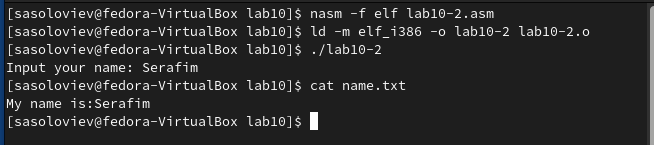 [sasoloviev@fedora-VirtualBox lab10]$ nasm -f elf lab10-2.asm
[sasoloviev@fedora-VirtualBox lab10]$ ld -m elf_i386 -o lab10-2 lab10-2.o
[sasoloviev@fedora-VirtualBox lab10]$ ./lab10-2
Input your name: Serafim
[sasoloviev@fedora-VirtualBox lab10]$ cat name.txt
My name is:Serafim
[sasoloviev@fedora-VirtualBox lab10]$